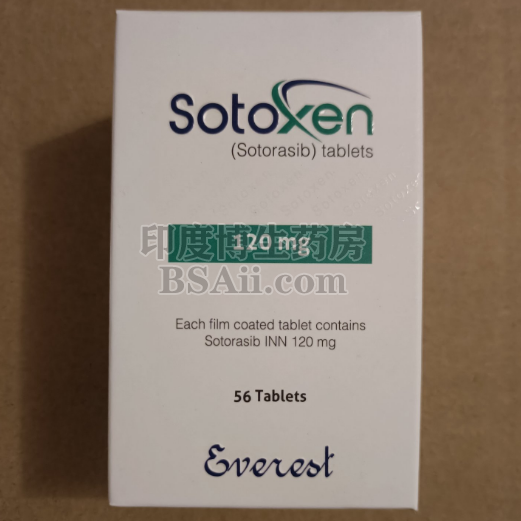 Sotoxen
(Sotorasib) tablets
120 mg
印度博生药房
BSAii.com
Each film coated tablet contains
Sotorasib INN 120 mg
56 Tablets
Everest